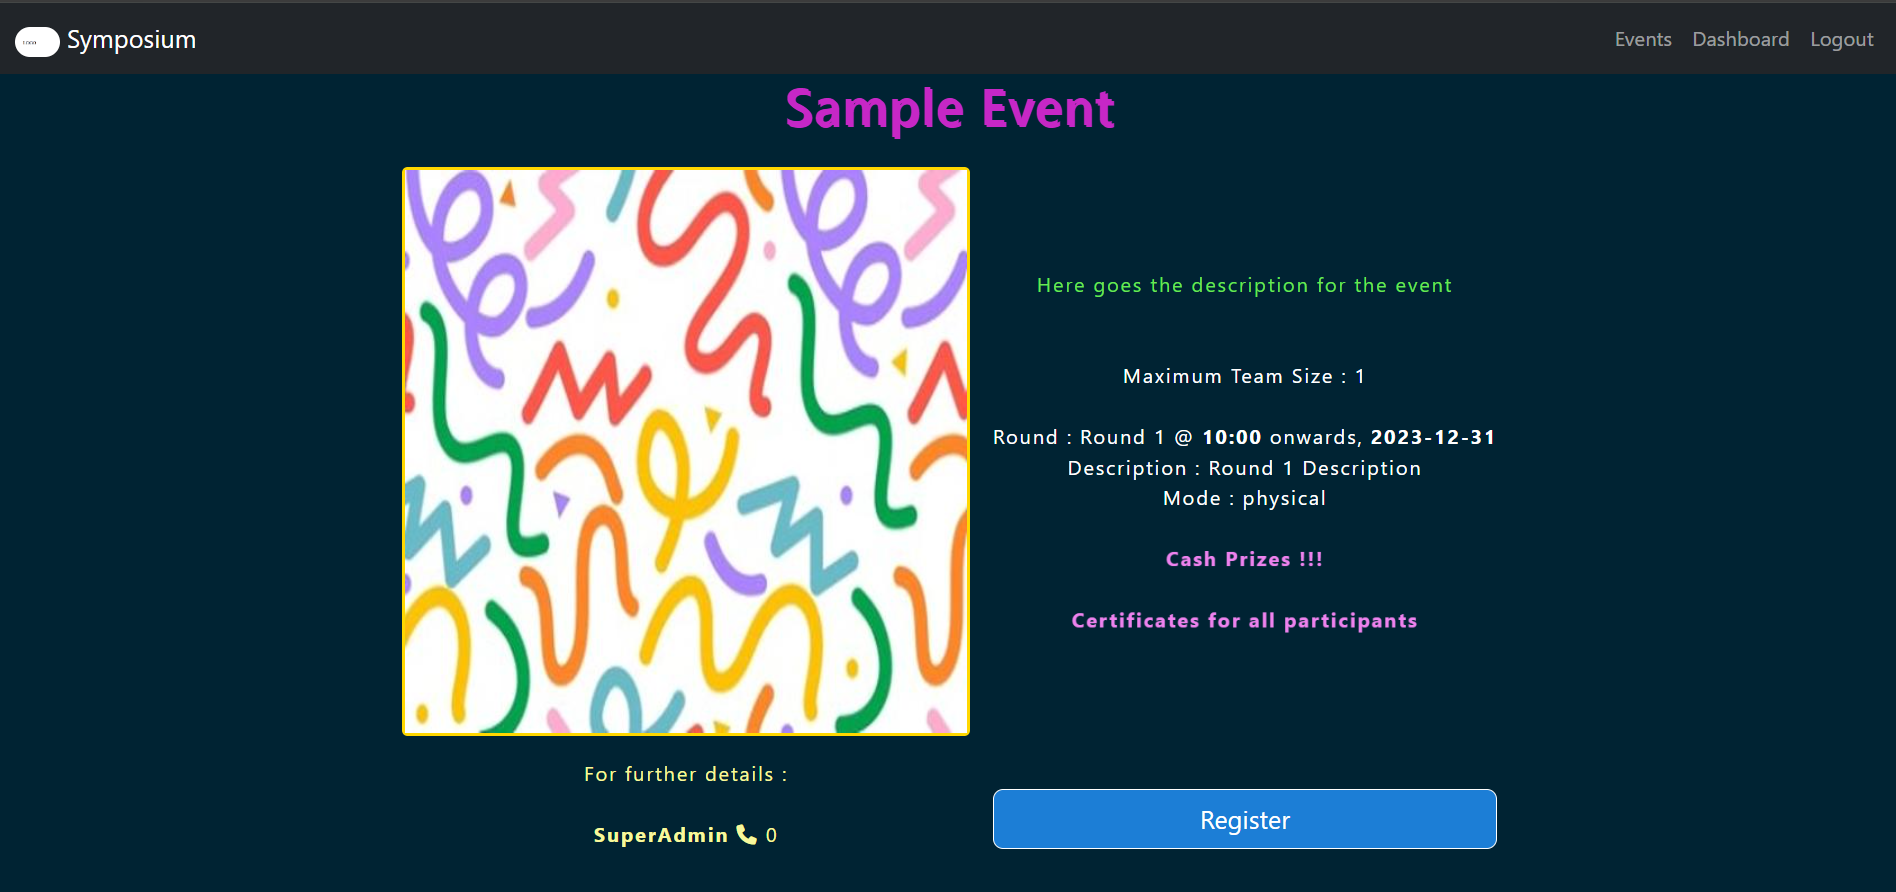 Symposium
Events
Dashboard
Logout
Sample Event
Here goes the description for the event
Maximum Team Size : 1
Round : Round 1 @ 10:00 onwards, 2023-12-31
Description : Round 1 Description
Mode : physical
Cash Prizes !!!
Certificates for all participants
For further details :
SuperAdmin 0
Register